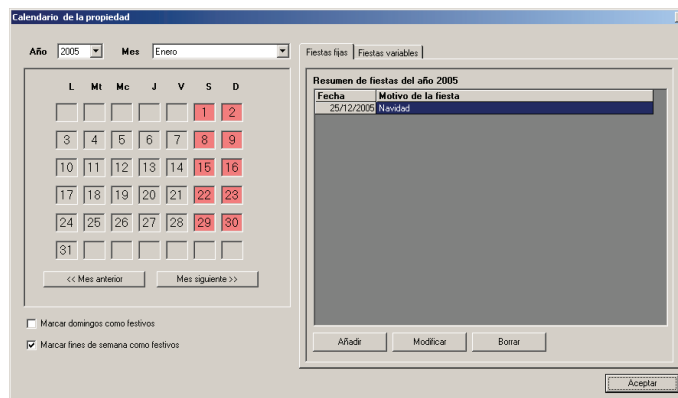 Calendario de la propiedad
Año 2005 Mes Enero
L Mt Mc J V S D
1 2
3 4 5 6 7 8 9
10 11 12 13 14 15 16
17 18 19 20 21 22 23
24 25 26 27 28 29 30
31
<< Mes anterior Mes siguiente >>
Marcar domingos como festivos
Marcar fines de semana como festivos
Fiestas fijas Fiestas variables
Resumen de fiestas del año 2005
Fecha Motivo de la fiesta
25/12/2005 Navidad
Añadir Modificar Borrar
Aceptar